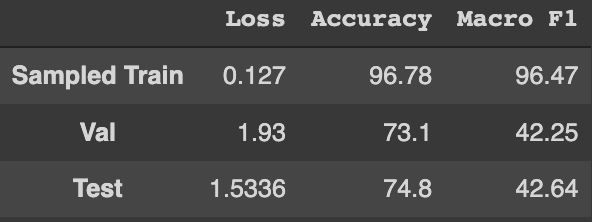 Loss Accuracy Macro F1
Sampled Train 0.127 96.78 96.47
Val 1.93 73.1 42.25
Test 1.5336 74.8 42.64